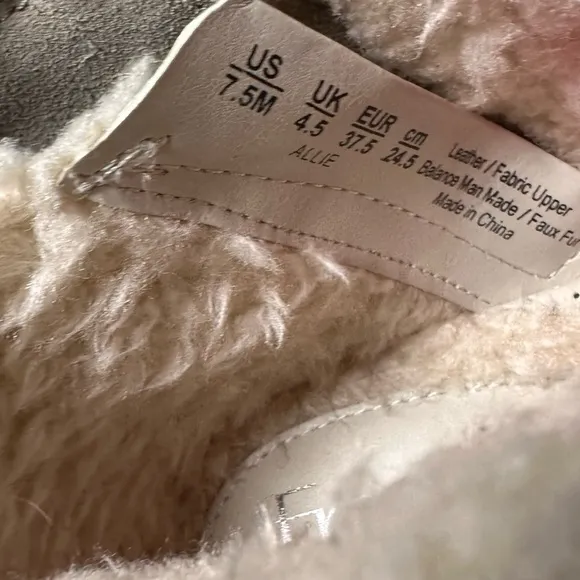 US UK EUR cm
7.5M 4.5 37.5 24.5
ALLIE
Leather / Fabric Upper
Balance Man Made / Faux Fur
Made in China